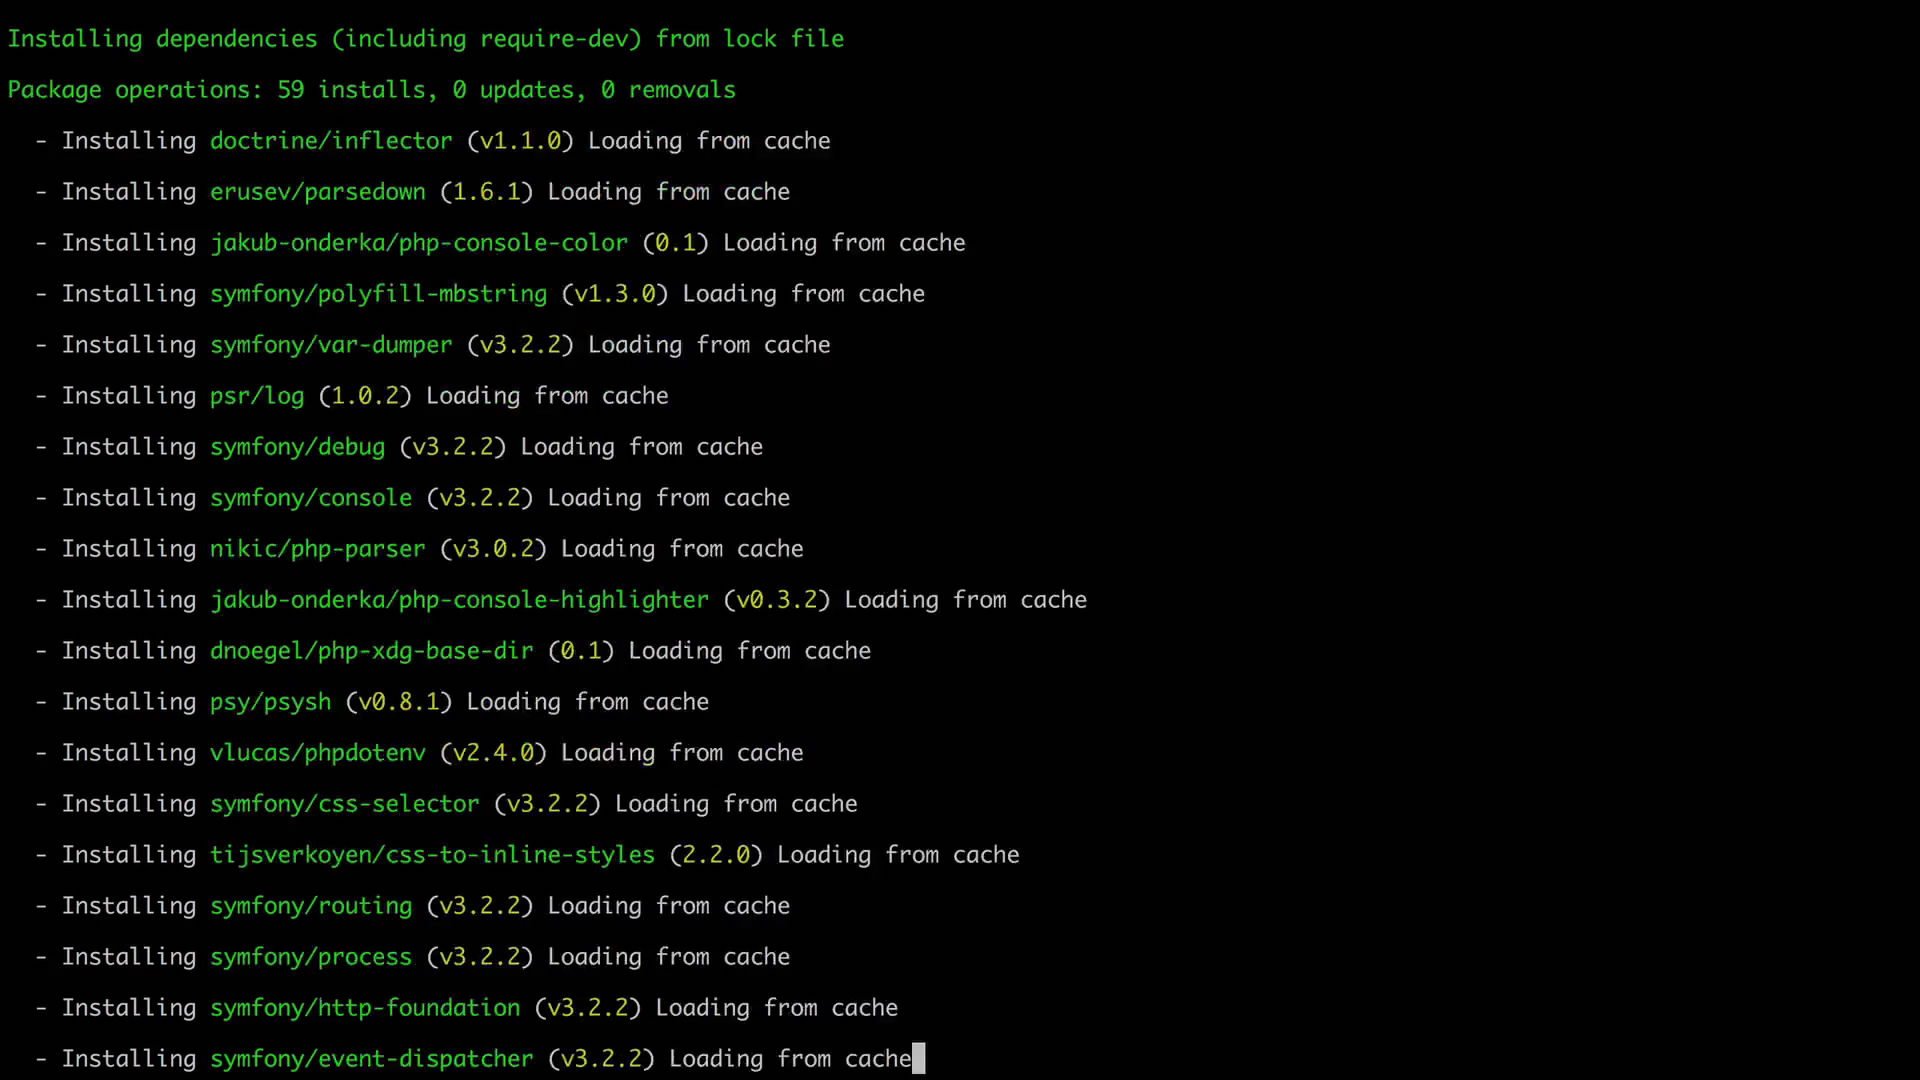 Installing dependencies (including require-dev) from lock file
Package operations: 59 installs, 0 updates, 0 removals
- Installing doctrine/inflector (v1.1.0) Loading from cache
- Installing erusev/parsedown (1.6.1) Loading from cache
- Installing jakub-onderka/php-console-color (0.1) Loading from cache
- Installing symfony/polyfill-mbstring (v1.3.0) Loading from cache
- Installing symfony/var-dumper (v3.2.2) Loading from cache
- Installing psr/log (1.0.2) Loading from cache
- Installing symfony/debug (v3.2.2) Loading from cache
- Installing symfony/console (v3.2.2) Loading from cache
- Installing nikic/php-parser (v3.0.2) Loading from cache
- Installing jakub-onderka/php-console-highlighter (v0.3.2) Loading from cache
- Installing dnoegel/php-xdg-base-dir (0.1) Loading from cache
- Installing psy/psysh (v0.8.1) Loading from cache
- Installing vlucas/phpdotenv (v2.4.0) Loading from cache
- Installing symfony/css-selector (v3.2.2) Loading from cache
- Installing tijsverkoyen/css-to-inline-styles (2.2.0) Loading from cache
- Installing symfony/routing (v3.2.2) Loading from cache
- Installing symfony/process (v3.2.2) Loading from cache
- Installing symfony/http-foundation (v3.2.2) Loading from cache
- Installing symfony/event-dispatcher (v3.2.2) Loading from cache